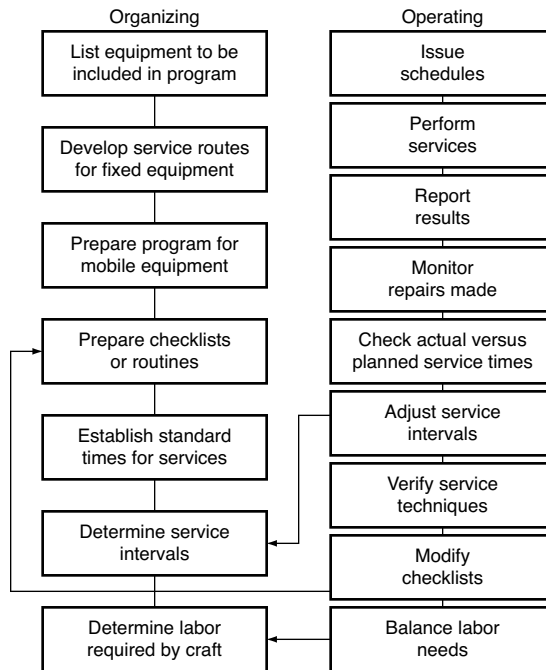 Organizing
List equipment to be
included in program
Develop service routes
for fixed equipment
Prepare program for
mobile equipment
Prepare checklists
or routines
Establish standard
times for services
Determine service
intervals
Determine labor
required by craft
Operating
Issue
schedules
Perform
services
Report
results
Monitor
repairs made
Check actual versus
planned service times
Adjust service
intervals
Verify service
techniques
Modify
checklists
Balance labor
needs